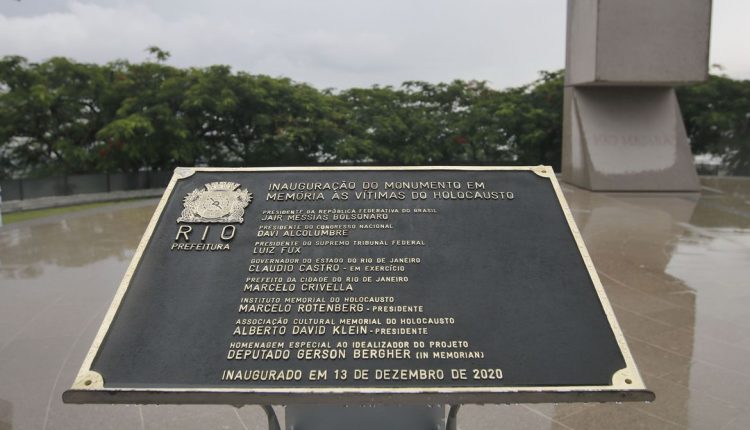 INAUGURAÇÃO DO MONUMENTO EM
MEMÓRIA ÀS VÍTIMAS DO HOLOCAUSTO
RIO
PREFEITURA
PRESIDENTE DA REPÚBLICA FEDERATIVA DO BRASIL
JAIR MESSIAS BOLSONARO
PRESIDENTE DO CONGRESSO NACIONAL
DAVI ALCOLUMBRE
PRESIDENTE DO SUPREMO TRIBUNAL FEDERAL
LUIZ FUX
GOVERNADOR DO ESTADO DO RIO DE JANEIRO
CLAUDIO CASTRO - EM EXERCÍCIO
PREFEITO DA CIDADE DO RIO DE JANEIRO
MARCELO CRIVELLA
INSTITUTO MEMORIAL DO HOLOCAUSTO
MARCELO ROTENBERG - PRESIDENTE
ASSOCIAÇÃO CULTURAL MEMORIAL DO HOLOCAUSTO
ALBERTO DAVID KLEIN - PRESIDENTE
HOMENAGEM ESPECIAL AO IDEALIZADOR DO PROJETO
DEPUTADO GERSON BERGHER (IN MEMORIAN)
INAUGURADO EM 13 DE DEZEMBRO DE 2020
NÃO MATARÁS